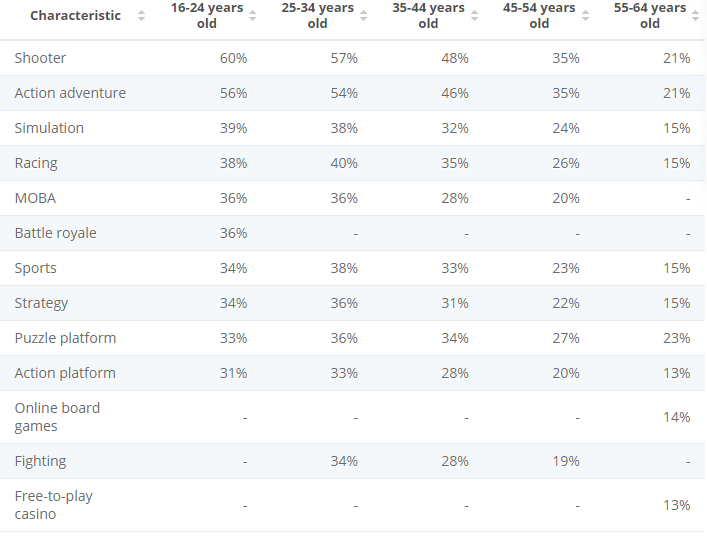 Characteristic 16-24 years old 25-34 years old 35-44 years old 45-54 years old 55-64 years old
Shooter 60% 57% 48% 35% 21%
Action adventure 56% 54% 46% 35% 21%
Simulation 39% 38% 32% 24% 15%
Racing 38% 40% 35% 26% 15%
MOBA 36% 36% 28% 20% -
Battle royale 36% - - - -
Sports 34% 38% 33% 23% 15%
Strategy 34% 36% 31% 22% 15%
Puzzle platform 33% 36% 34% 27% 23%
Action platform 31% 33% 28% 20% 13%
Online board games - - - - 14%
Fighting - 34% 28% 19% -
Free-to-play casino - - - - 13%